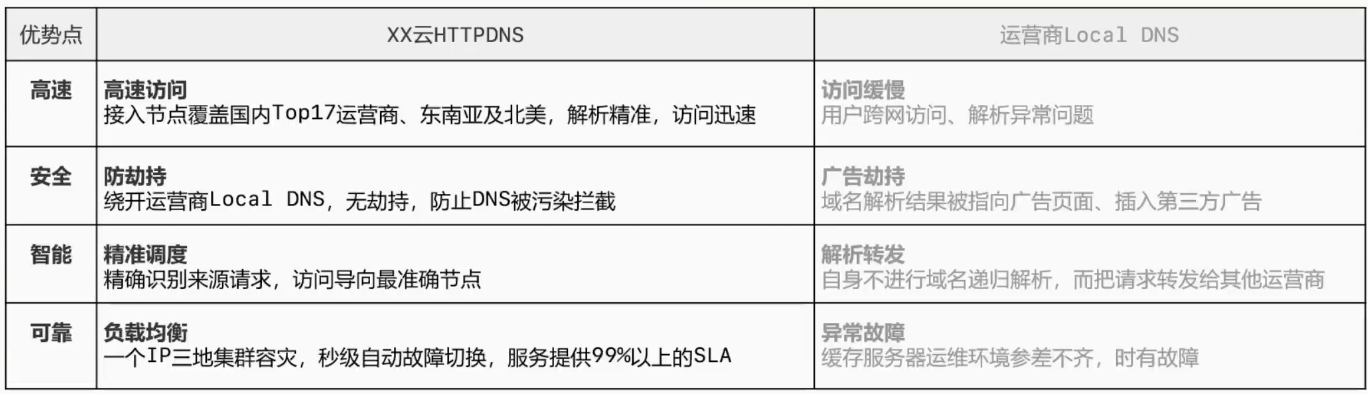 优势点
XX云HTTPDNS
运营商Local DNS
高速
高速访问
接入节点覆盖国内Top17运营商、东南亚及北美，解析精准，访问迅速
访问缓慢
用户跨网访问、解析异常问题
安全
防劫持
绕开运营商Local DNS，无劫持，防止DNS被污染拦截
广告劫持
域名解析结果被指向广告页面、插入第三方广告
智能
精准调度
精确识别来源请求，访问导向最准确节点
解析转发
自身不进行域名递归解析，而把请求转发给其他运营商
可靠
负载均衡
一个IP三地集群容灾，秒级自动故障切换，服务提供99%以上的SLA
异常故障
缓存服务器运维环境参差不齐，时有故障